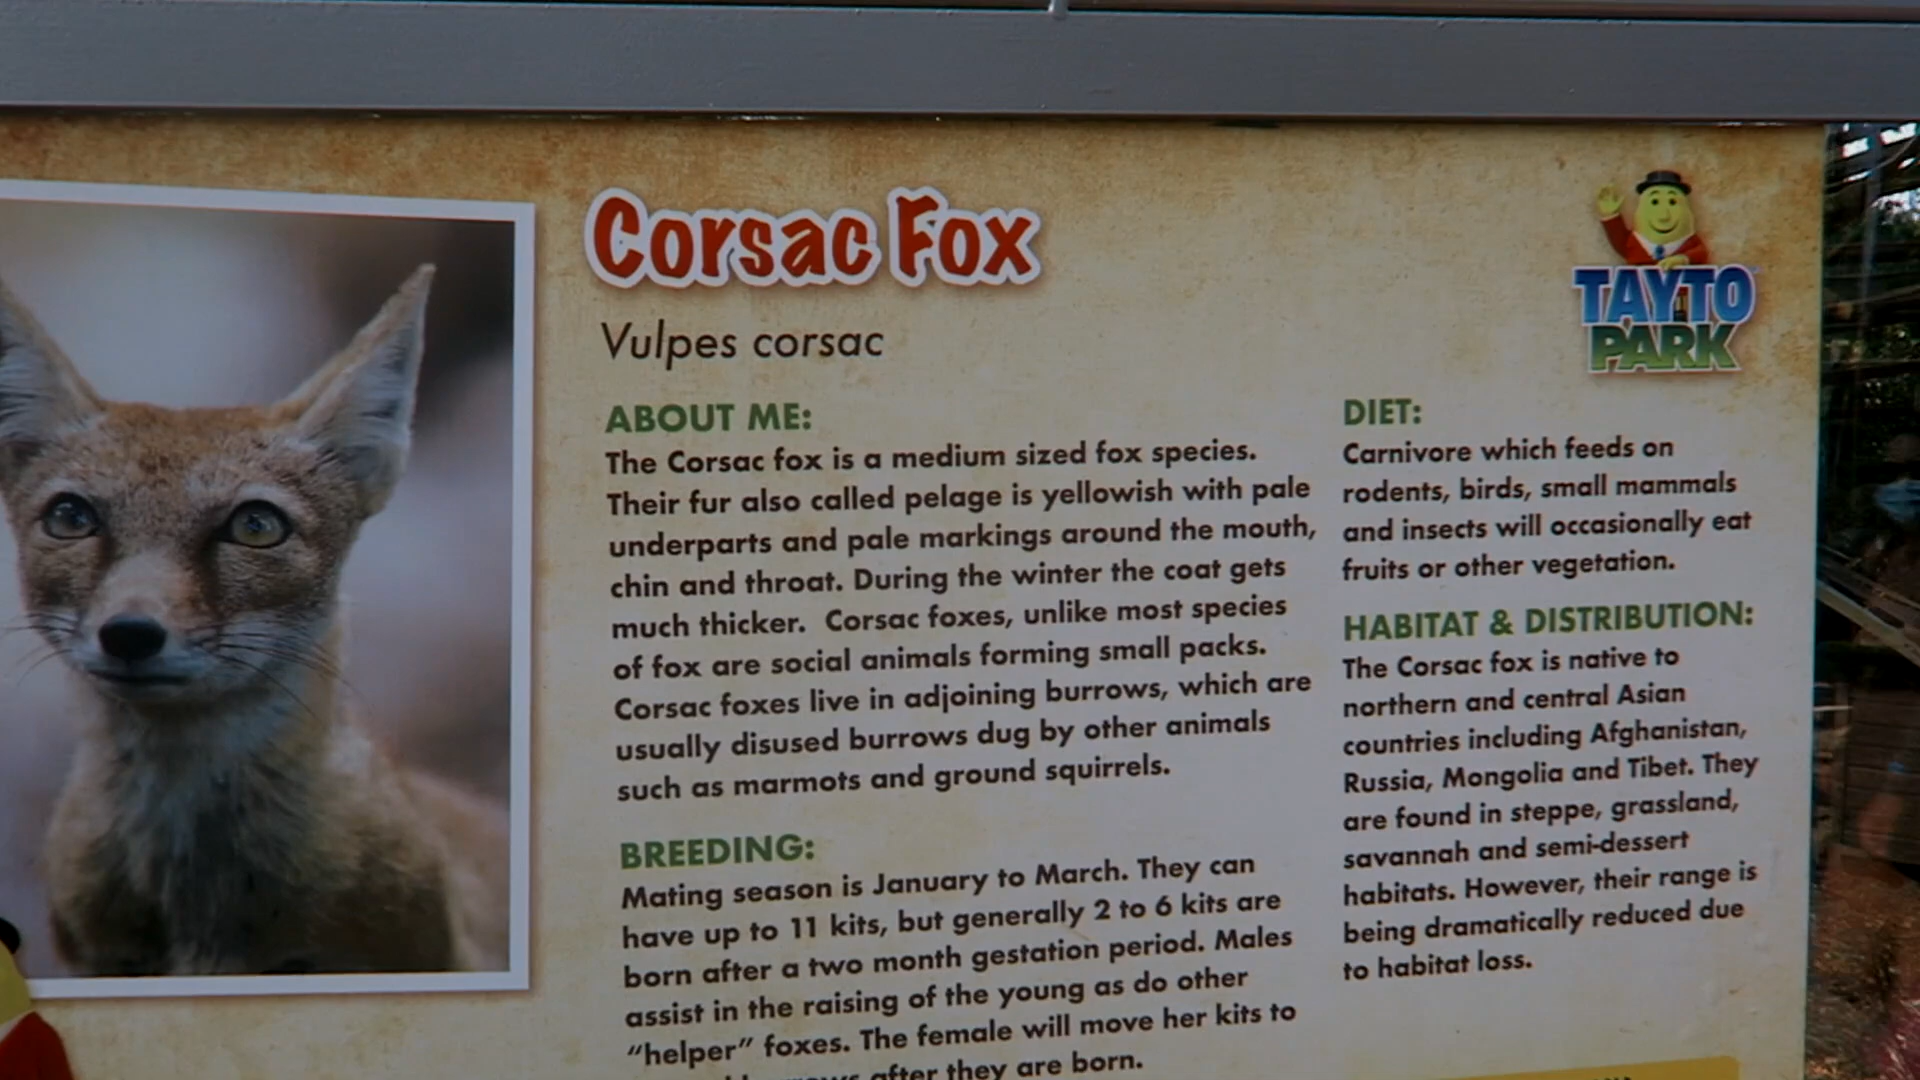 Corsac Fox
Vulpes corsac
TAYTO
PARK
ABOUT ME:
The Corsac fox is a medium sized fox species.
Their fur also called pelage is yellowish with pale
underparts and pale markings around the mouth,
chin and throat. During the winter the coat gets
much thicker. Corsac foxes, unlike most species
of fox are social animals forming small packs.
Corsac foxes live in adjoining burrows, which are
usually disused burrows dug by other animals
such as marmots and ground squirrels.
BREEDING:
Mating season is January to March. They can
have up to 11 kits, but generally 2 to 6 kits are
born after a two month gestation period. Males
assist in the raising of the young as do other
“helper” foxes. The female will move her kits to
after they are born.
DIET:
Carnivore which feeds on
rodents, birds, small mammals
and insects will occasionally eat
fruits or other vegetation.
HABITAT & DISTRIBUTION:
The Corsac fox is native to
northern and central Asian
countries including Afghanistan,
Russia, Mongolia and Tibet. They
are found in steppe, grassland,
savannah and semi-dessert
habitats. However, their range is
being dramatically reduced due
to habitat loss.